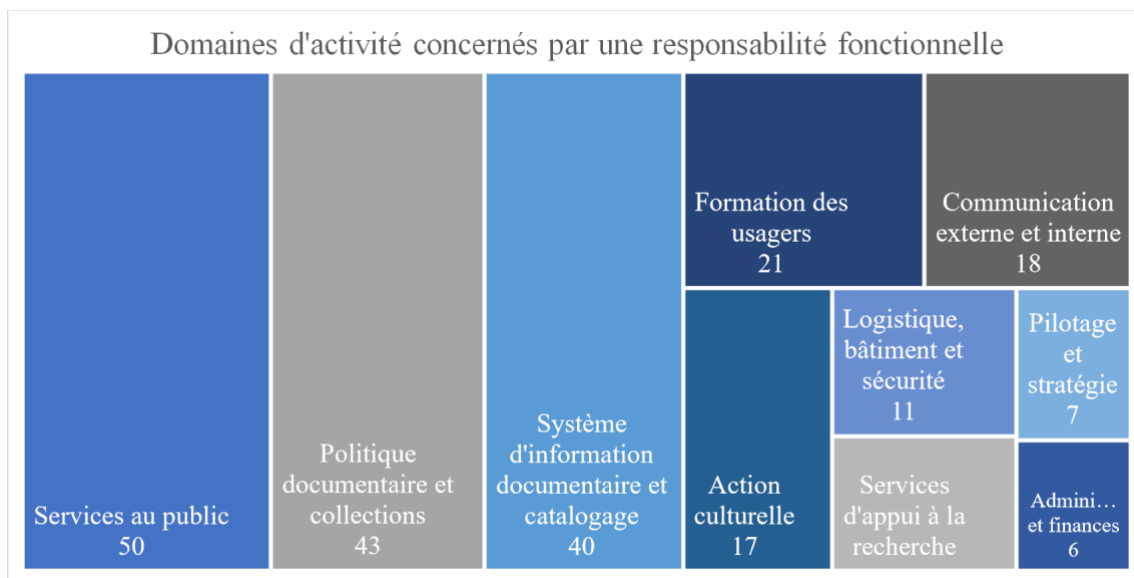 Domaines d'activité concernés par une responsabilité fonctionnelle
Services au public
50
Politique
documentaire et
collections
43
Système
d'information
documentaire et
catalogage
40
Formation des
usagers
21
Communication
externe et interne
18
Action
culturelle
17
Logistique,
bâtiment et
sécurité
11
Pilotage
et
stratégie
7
Services
d'appui à la
recherche
Admini…
et finances
6